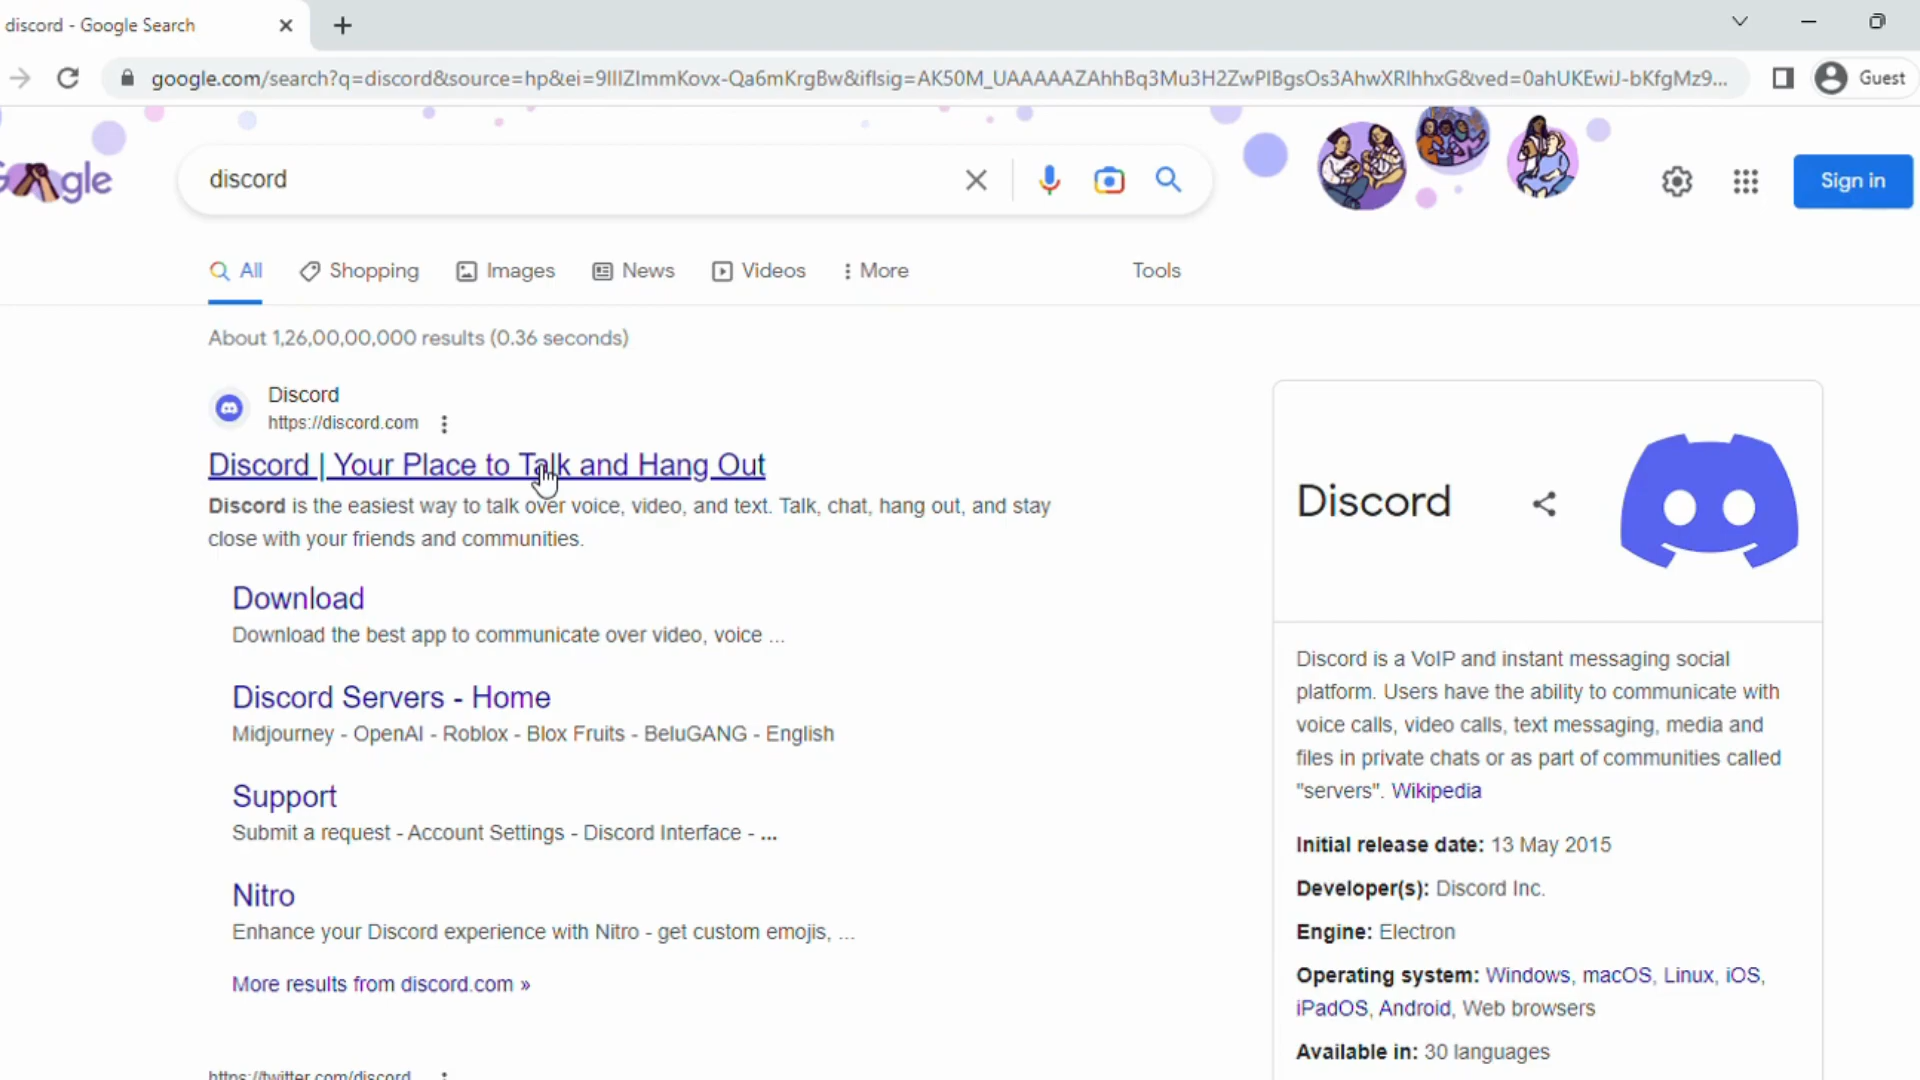 discord - Google Search
google.com/search?q=discord&source=hp&ei=9IIIZImmKovx-Qa6mKrgBw&iflsig=AK50M_UAAAAAZAhhBq3Mu3H2ZwPIBgsOs3AhwXRIhhxG&ved=0ahUKEwiJ-bKfgMz9...
Guest
discord
Sign in
All
Shopping
Images
News
Videos
More
Tools
About 1,26,00,00,000 results (0.36 seconds)
Discord
https://discord.com
Discord | Your Place to Talk and Hang Out
Discord is the easiest way to talk over voice, video, and text. Talk, chat, hang out, and stay
close with your friends and communities.
Download
Download the best app to communicate over video, voice ...
Discord Servers - Home
Midjourney - OpenAI - Roblox - Blox Fruits - BeluGANG - English
Support
Submit a request - Account Settings - Discord Interface - ...
Nitro
Enhance your Discord experience with Nitro - get custom emojis, ...
More results from discord.com »
https://twitter.com/discord
Discord
Discord is a VoIP and instant messaging social
platform. Users have the ability to communicate with
voice calls, video calls, text messaging, media and
files in private chats or as part of communities called
"servers". Wikipedia
Initial release date: 13 May 2015
Developer(s): Discord Inc.
Engine: Electron
Operating system: Windows, macOS, Linux, iOS,
iPadOS, Android, Web browsers
Available in: 30 languages